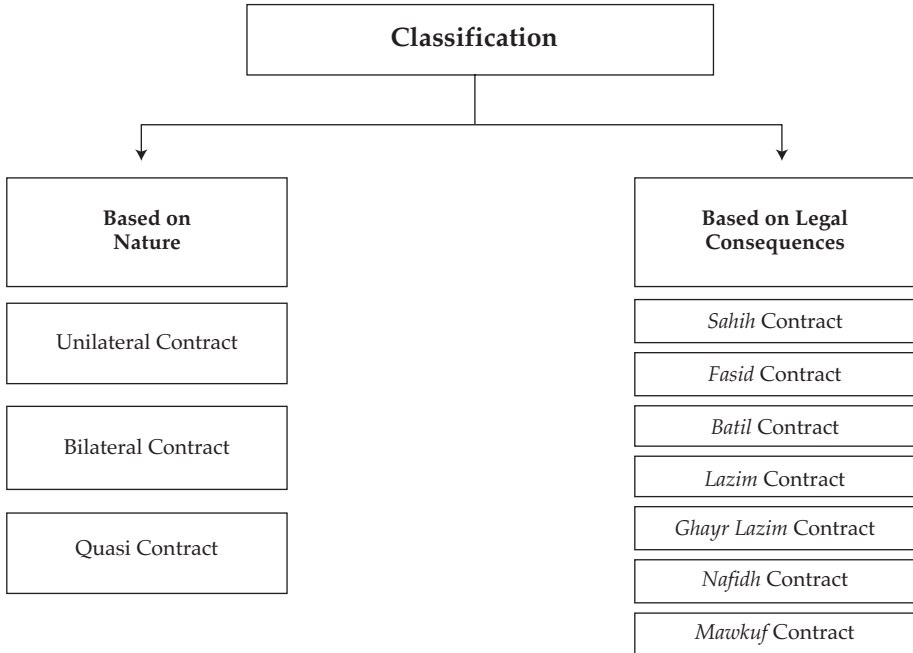 Classification
Based on
Nature
Unilateral Contract
Bilateral Contract
Quasi Contract
Based on Legal
Consequences
Sahih Contract
Fasid Contract
Batil Contract
Lazim Contract
Ghayr Lazim Contract
Nafidh Contract
Mawkuf Contract